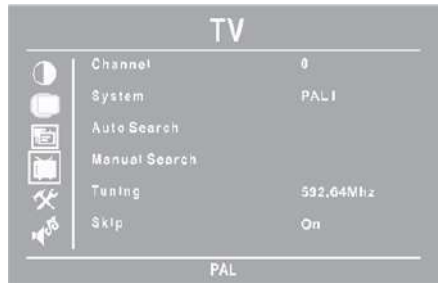 TV
Channel 0
System PAL I
Auto Search
Manual Search
Tuning 592,64Mhz
Skip On
PAL